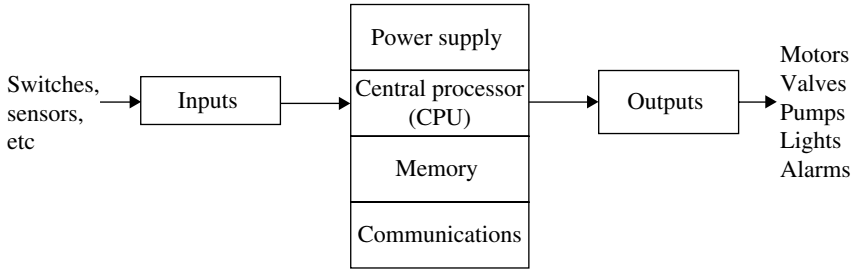 Switches,
sensors,
etc
Inputs
Power supply
Central processor
(CPU)
Memory
Communications
Outputs
Motors
Valves
Pumps
Lights
Alarms